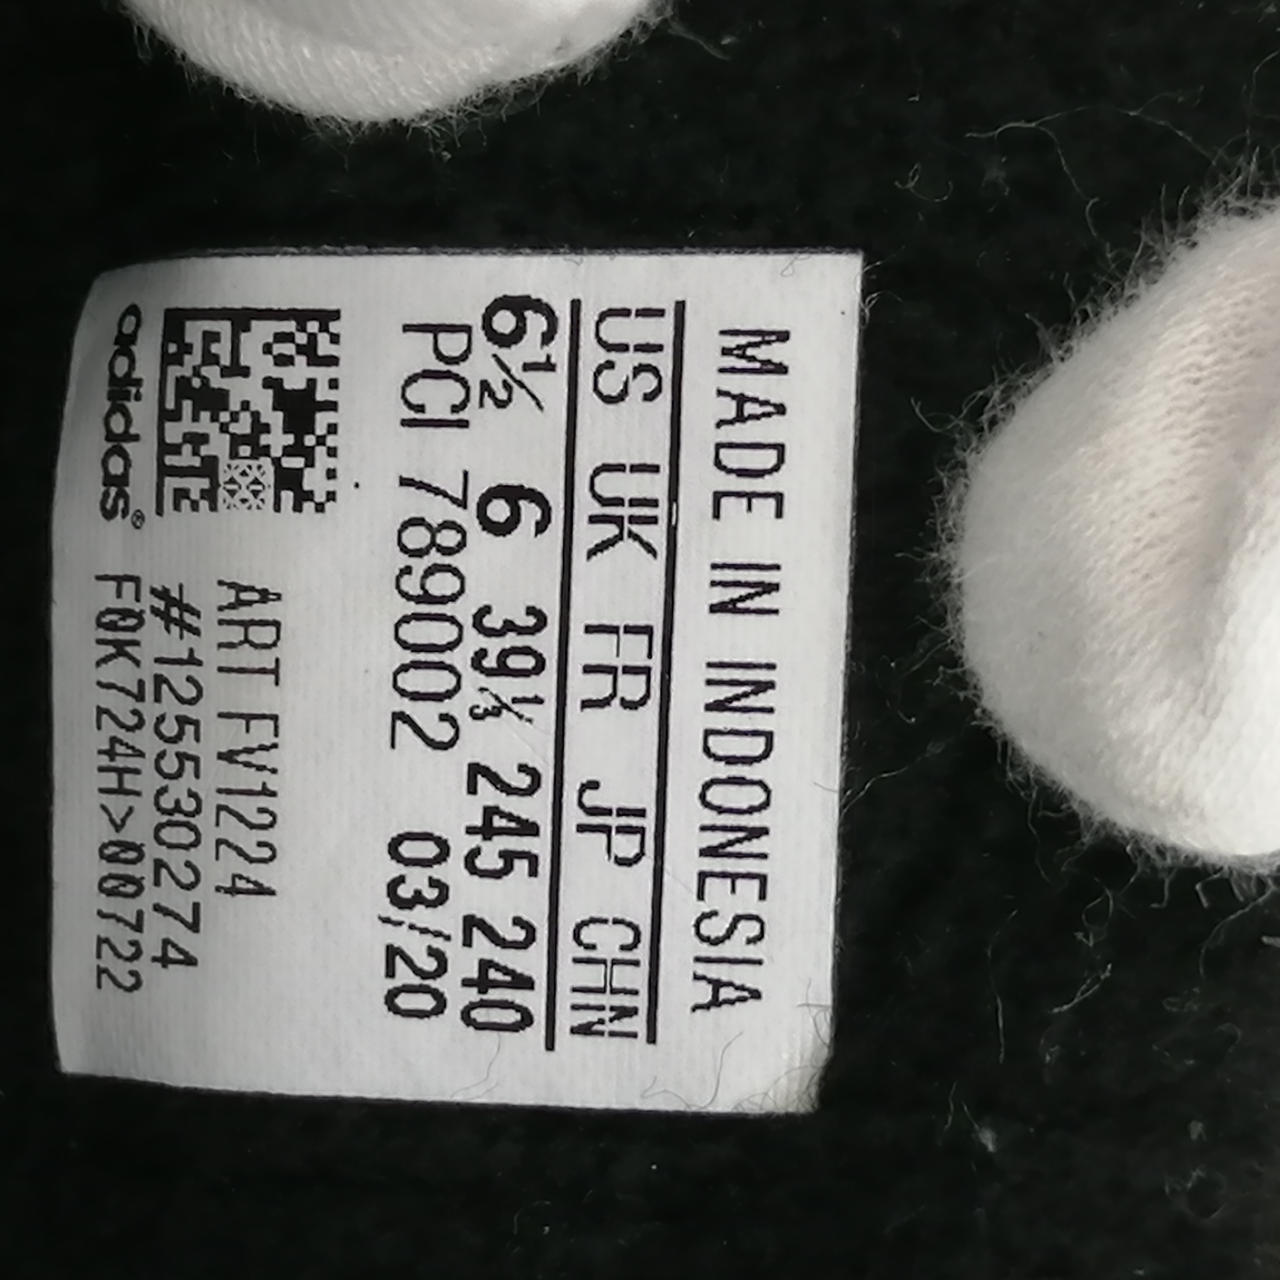 MADE IN INDONESIA
US UK FR JP CHN
6½ 6 39⅓ 245 240
PCI 789002 03/20
ART FV1224
#125530274
adidas®
F0K724H>00722